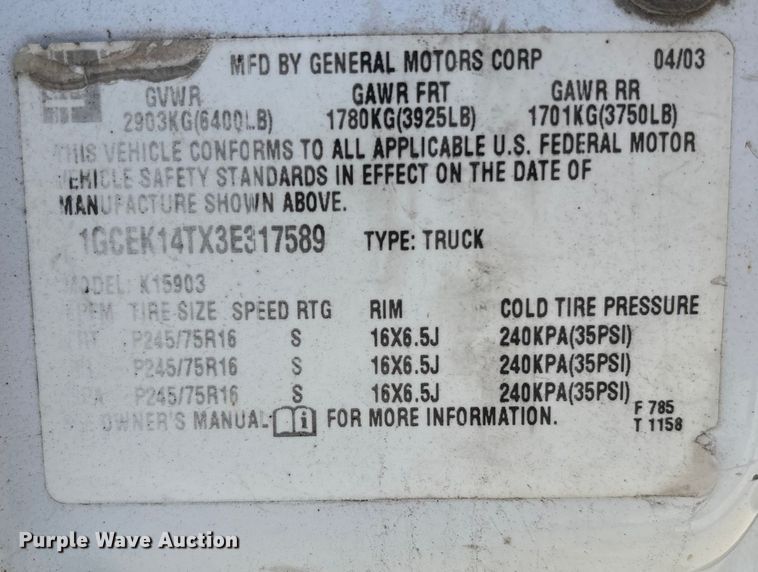 MFD BY GENERAL MOTORS CORP 04/03
GVWR GAWR FRT GAWR RR
2903KG(6400LB) 1780KG(3925LB) 1701KG(3750LB)
THIS VEHICLE CONFORMS TO ALL APPLICABLE U.S. FEDERAL MOTOR
VEHICLE SAFETY STANDARDS IN EFFECT ON THE DATE OF
MANUFACTURE SHOWN ABOVE.
1GCEK14TX3E317589 TYPE: TRUCK
MODEL: K15903
TIRE SIZE SPEED RTG RIM COLD TIRE PRESSURE
FRT P245/75R16 S 16X6.5J 240KPA(35PSI)
P245/75R16 S 16X6.5J 240KPA(35PSI)
P245/75R16 S 16X6.5J 240KPA(35PSI)
OWNER'S MANUAL FOR MORE INFORMATION.
F 785
T 1158
Purple Wave Auction